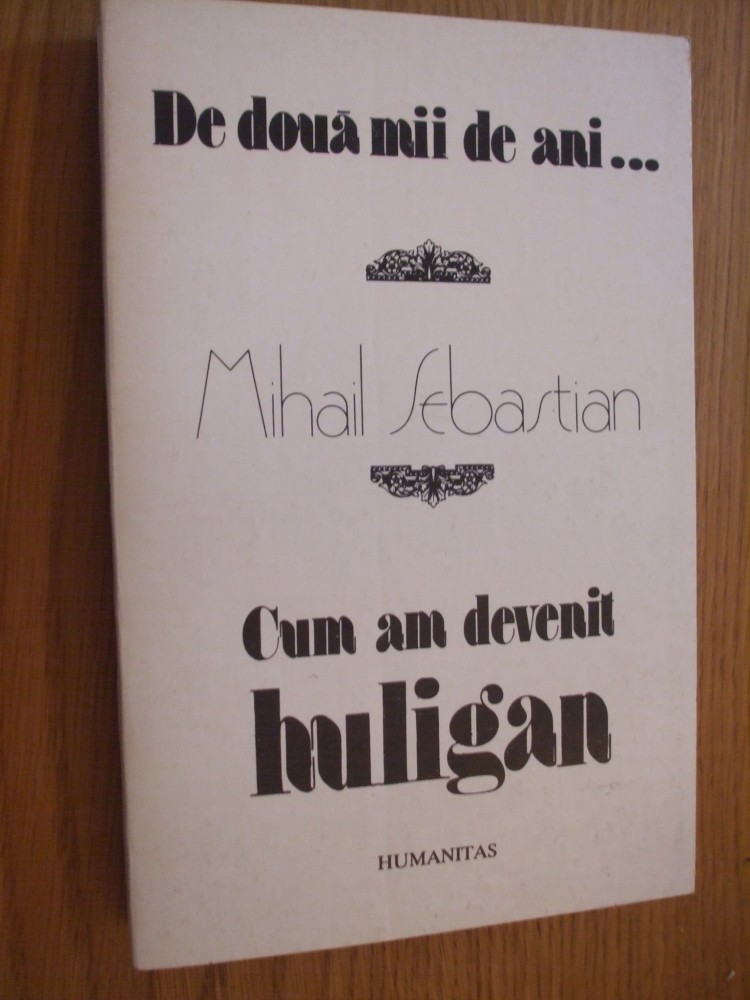 De două mii de ani...
Mihail Sebastian
Cum am devenit
huligan
HUMANITAS